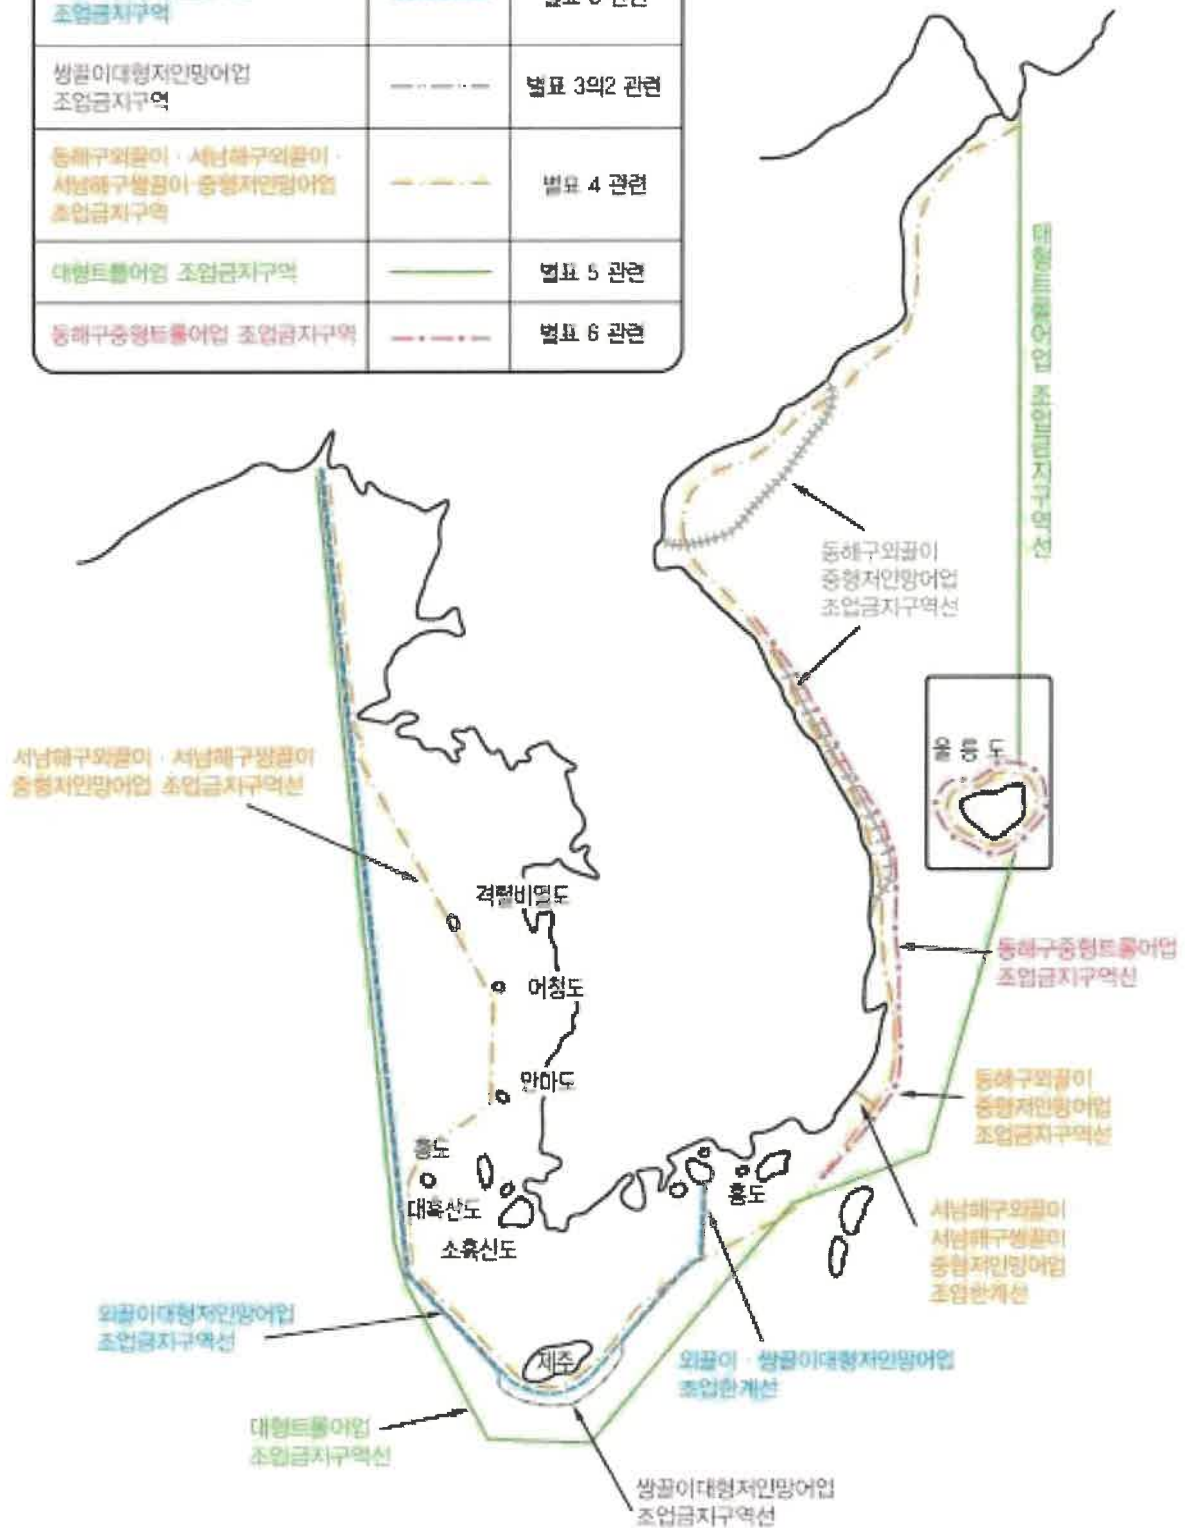 조업금지구역
쌍끌이대형저인망어업
조업금지구역
별표 3의2 관련
동해구외끌이 · 서남해구외끌이 ·
서남해구쌍끌이 중형저인망어업
조업금지구역
별표 4 관련
대형트롤어업 조업금지구역
별표 5 관련
동해구중형트롤어업 조업금지구역
별표 6 관련
대형트롤어업 조업금지구역선
동해구외끌이
중형저인망어업
조업금지구역선
울릉도
서남해구외끌이 · 서남해구쌍끌이
중형저인망어업 조업금지구역선
격렬비열도
어청도
안마도
홍도
대흑산도
소흑산도
홍도
동해구중형트롤어업
조업금지구역선
동해구외끌이
중형저인망어업
조업금지구역선
서남해구외끌이
서남해구쌍끌이
중형저인망어업
조업한계선
외끌이대형저인망어업
조업금지구역선
제주
외끌이 · 쌍끌이대형저인망어업
조업한계선
대형트롤어업
조업금지구역선
쌍끌이대형저인망어업
조업금지구역선